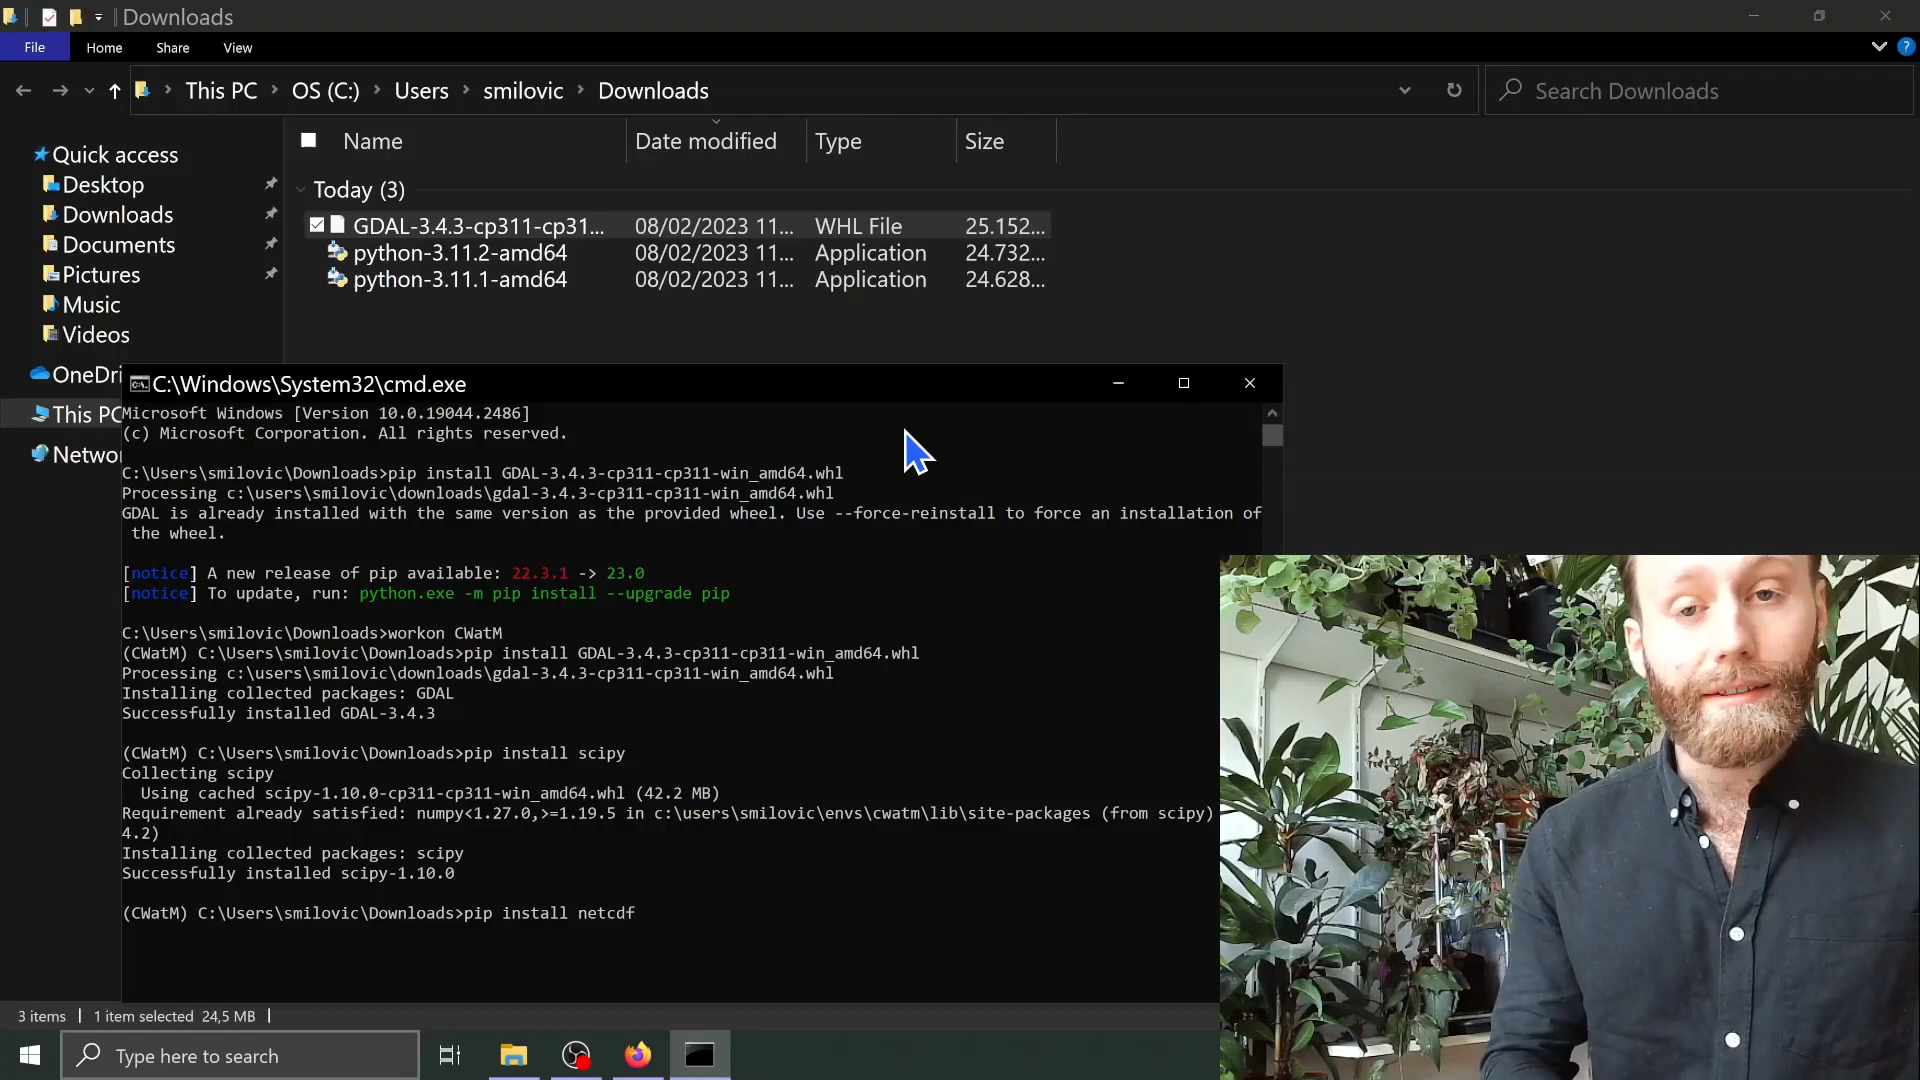 Downloads
File Home Share View
This PC OS (C:) Users smilovic Downloads Search Downloads
Name Date modified Type Size
Quick access
Desktop
Downloads
Documents
Pictures
Music
Videos
OneDri
This PC
Networ
Today (3)
GDAL-3.4.3-cp311-cp31... 08/02/2023 11... WHL File 25.152...
python-3.11.2-amd64 08/02/2023 11... Application 24.732...
python-3.11.1-amd64 08/02/2023 11... Application 24.628...
C:\Windows\System32\cmd.exe
Microsoft Windows [Version 10.0.19044.2486]
(c) Microsoft Corporation. All rights reserved.
C:\Users\smilovic\Downloads>pip install GDAL-3.4.3-cp311-cp311-win_amd64.whl
Processing c:\users\smilovic\downloads\gdal-3.4.3-cp311-cp311-win_amd64.whl
GDAL is already installed with the same version as the provided wheel. Use --force-reinstall to force an installation of
the wheel.
[notice] A new release of pip available: 22.3.1 -> 23.0
[notice] To update, run: python.exe -m pip install --upgrade pip
C:\Users\smilovic\Downloads>workon CWatM
(CWatM) C:\Users\smilovic\Downloads>pip install GDAL-3.4.3-cp311-cp311-win_amd64.whl
Processing c:\users\smilovic\downloads\gdal-3.4.3-cp311-cp311-win_amd64.whl
Installing collected packages: GDAL
Successfully installed GDAL-3.4.3
(CWatM) C:\Users\smilovic\Downloads>pip install scipy
Collecting scipy
Using cached scipy-1.10.0-cp311-cp311-win_amd64.whl (42.2 MB)
Requirement already satisfied: numpy<1.27.0,>=1.19.5 in c:\users\smilovic\envs\cwatm\lib\site-packages (from scipy)
4.2)
Installing collected packages: scipy
Successfully installed scipy-1.10.0
(CWatM) C:\Users\smilovic\Downloads>pip install netcdf
3 items 1 item selected 24,5 MB
Type here to search